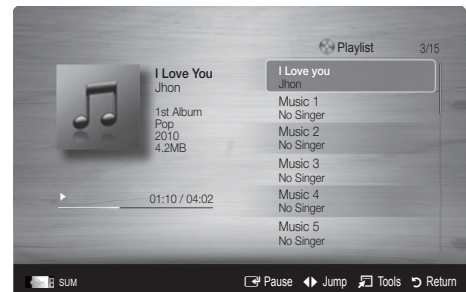 Playlist 3/15
I Love You
Jhon
1st Album
Pop
2010
4.2MB
01:10 / 04:02
I Love you
Jhon
Music 1
No Singer
Music 2
No Singer
Music 3
No Singer
Music 4
No Singer
Music 5
No Singer
SUM Pause Jump Tools Return